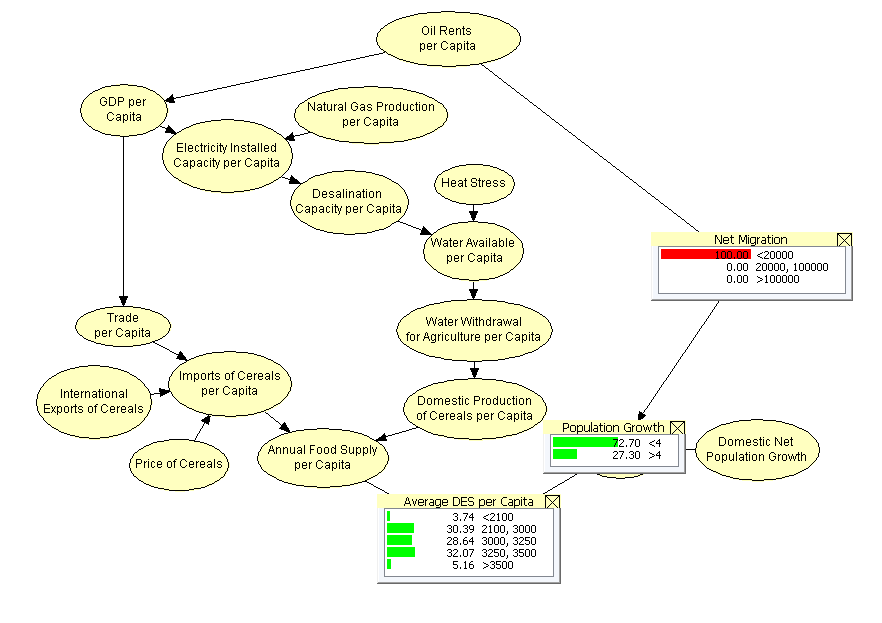 Oil Rents
per Capita
GDP per
Capita
Natural Gas Production
per Capita
Electricity Installed
Capacity per Capita
Desalination
Capacity per Capita
Heat Stress
Water Available
per Capita
Net Migration
100.00 <20000
0.00 20000, 100000
0.00 >100000
Trade
per Capita
Water Withdrawal
for Agriculture per Capita
Imports of Cereals
per Capita
International
Exports of Cereals
Domestic Production
of Cereals per Capita
Price of Cereals
Annual Food Supply
per Capita
Population Growth
72.70 <4
27.30 >4
Domestic Net
Population Growth
Average DES per Capita
3.74 <2100
30.39 2100, 3000
28.64 3000, 3250
32.07 3250, 3500
5.16 >3500